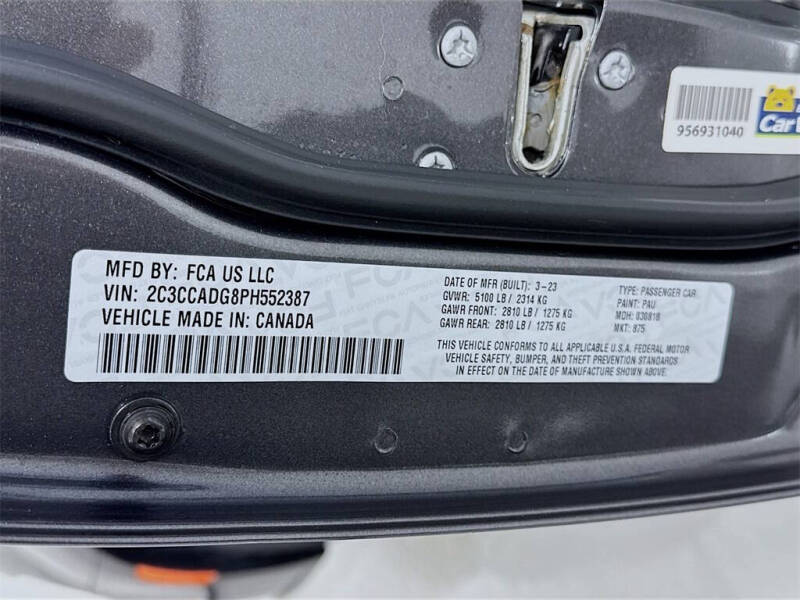 956931040
Car
MFD BY: FCA US LLC
VIN: 2C3CCADG8PH552387
VEHICLE MADE IN: CANADA
DATE OF MFR (BUILT): 3-23
GVWR: 5100 LB / 2314 KG
GAWR FRONT: 2810 LB / 1275 KG
GAWR REAR: 2810 LB / 1275 KG
TYPE: PASSENGER CAR
PAINT: PAU
MDH: 030818
MKT: 875
THIS VEHICLE CONFORMS TO ALL APPLICABLE U.S.A. FEDERAL MOTOR
VEHICLE SAFETY, BUMPER, AND THEFT PREVENTION STANDARDS
IN EFFECT ON THE DATE OF MANUFACTURE SHOWN ABOVE.